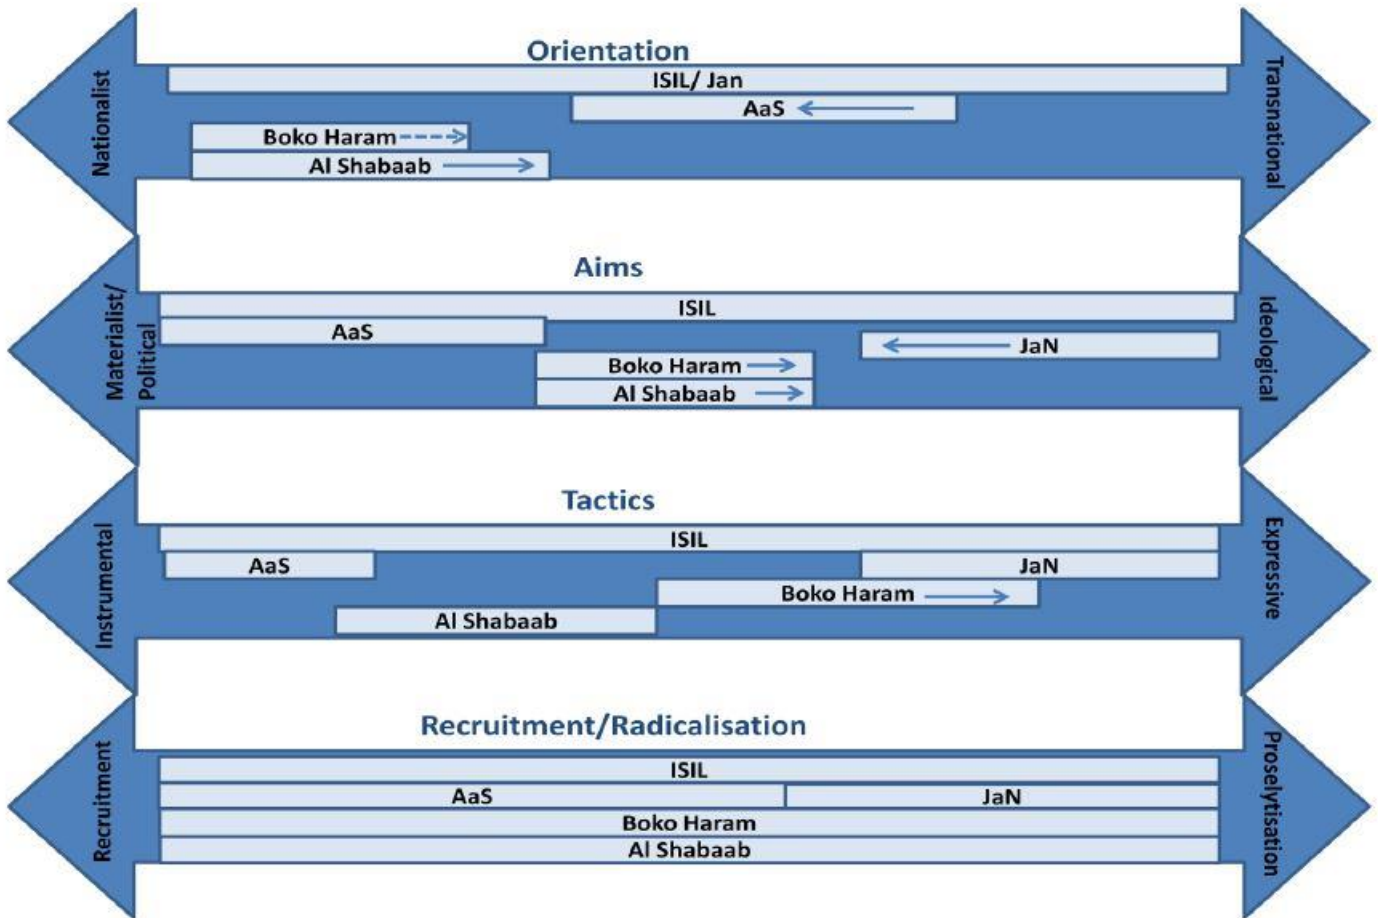 Orientation
Nationalist
Transnational
ISIL/ Jan
AaS
Boko Haram
Al Shabaab
Aims
Materialist/
Political
Ideological
ISIL
AaS
JaN
Boko Haram
Al Shabaab
Tactics
Instrumental
Expressive
ISIL
AaS
JaN
Boko Haram
Al Shabaab
Recruitment/Radicalisation
Recruitment
Proselytisation
ISIL
AaS
JaN
Boko Haram
Al Shabaab